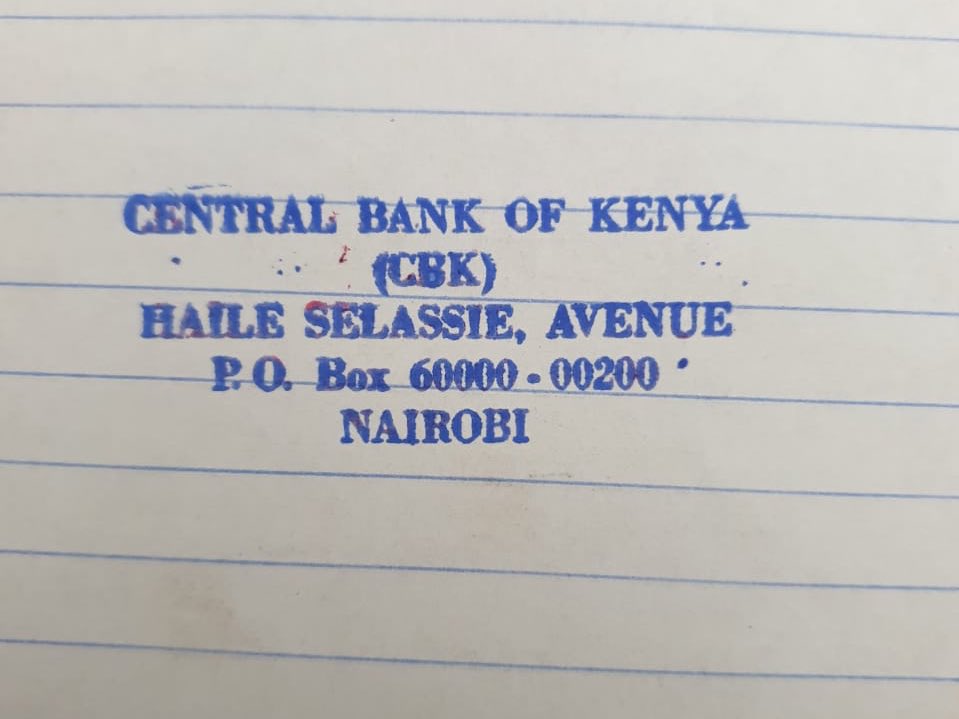 CENTRAL BANK OF KENYA
(CBK)
HAILE SELASSIE, AVENUE
P. O. Box 60000 - 00200
NAIROBI